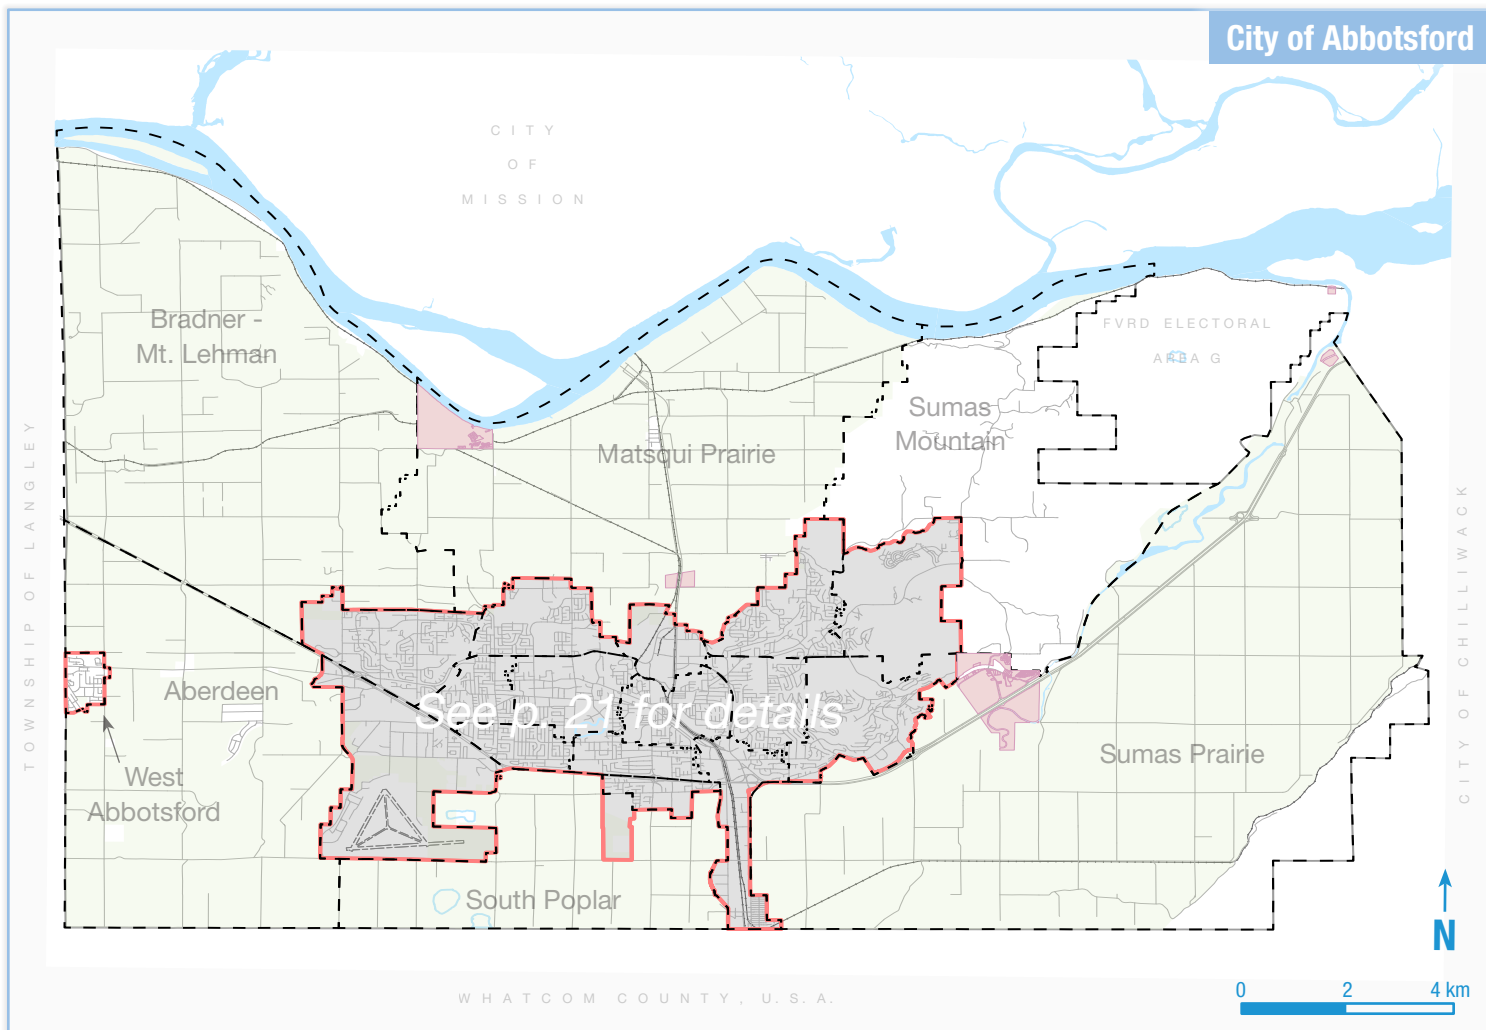 City of Abbotsford
CITY
OF
MISSION
Bradner -
Mt. Lehman
FVRD ELECTORAL
AREA G
Sumas
Mountain
Matsqui Prairie
TOWNSHIP OF LANGLEY
CITY OF CHILLIWACK
Aberdeen
See p. 21 for details
West
Abbotsford
Sumas Prairie
South Poplar
N
WHATCOM COUNTY, U.S.A.
0 2 4 km